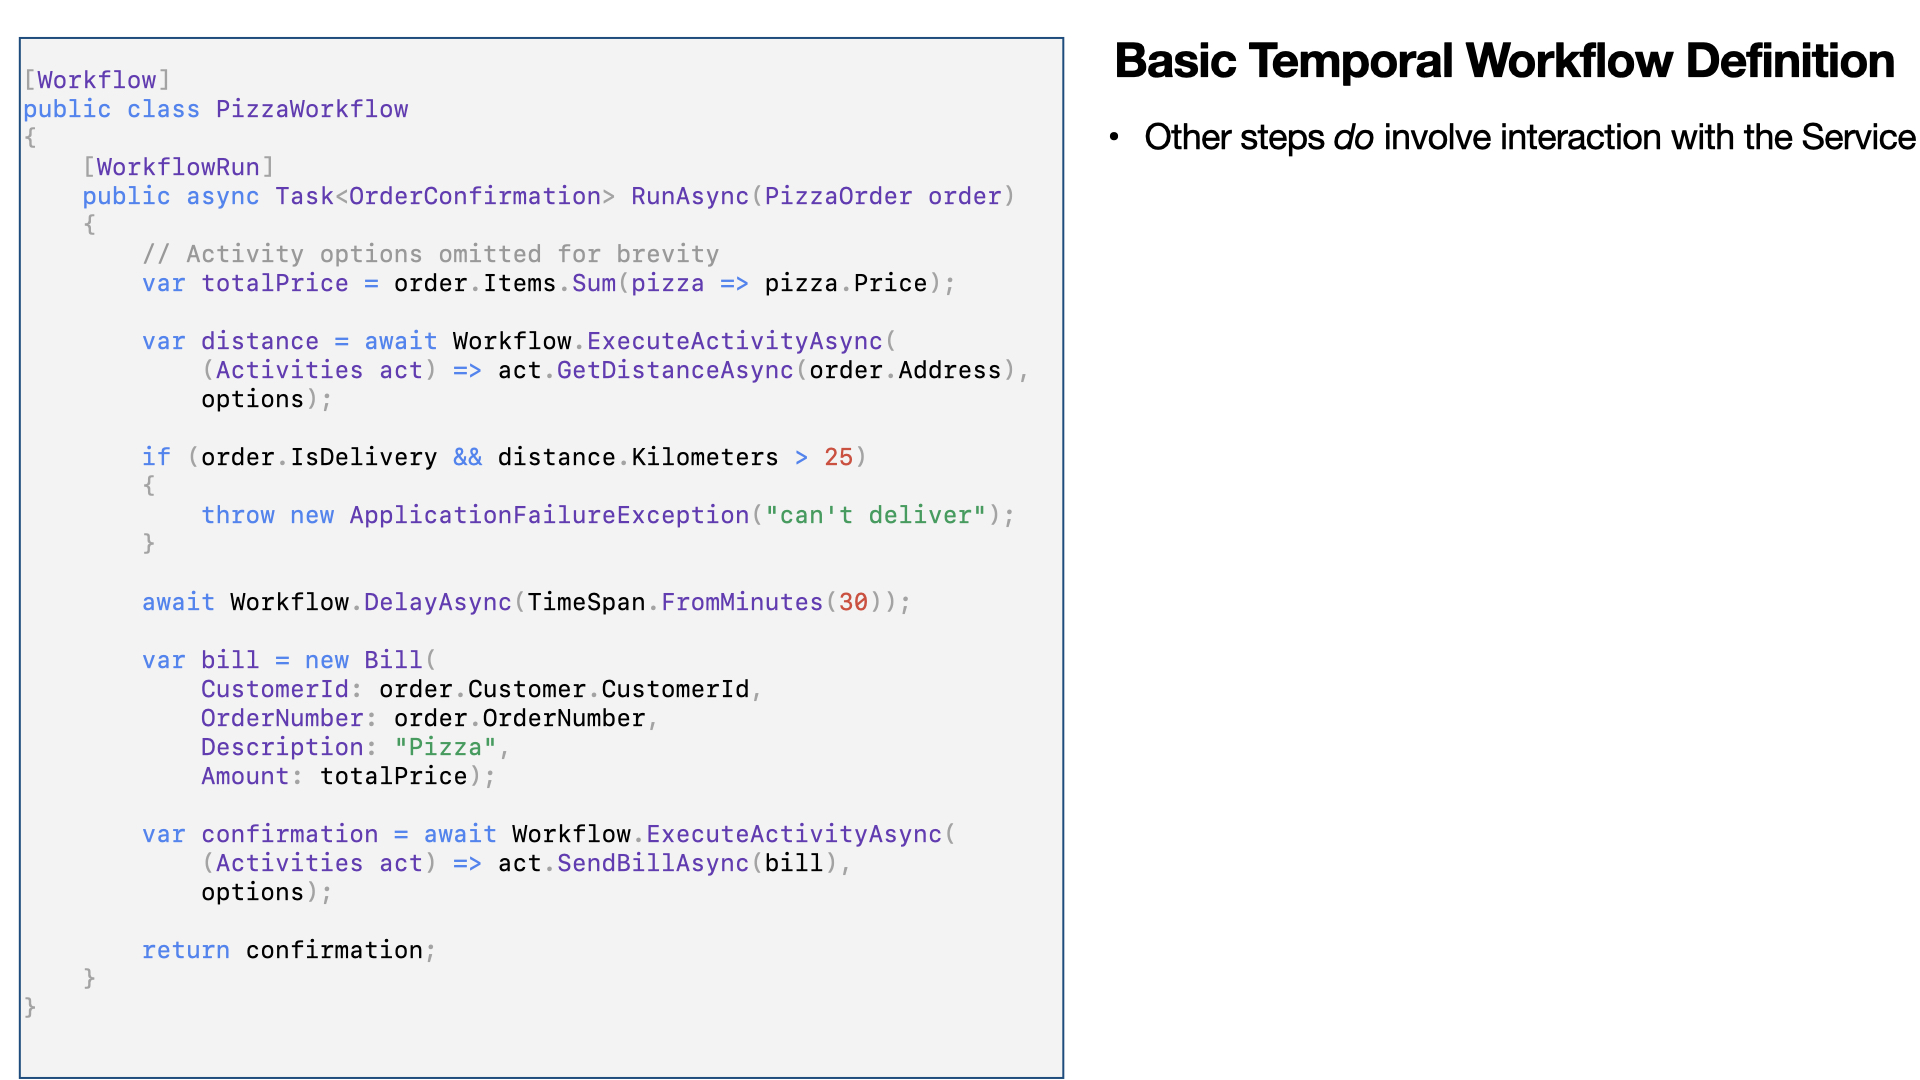 [Workflow]
public class PizzaWorkflow
{
    [WorkflowRun]
    public async Task<OrderConfirmation> RunAsync(PizzaOrder order)
    {
        // Activity options omitted for brevity
        var totalPrice = order.Items.Sum(pizza => pizza.Price);

        var distance = await Workflow.ExecuteActivityAsync(
            (Activities act) => act.GetDistanceAsync(order.Address),
            options);

        if (order.IsDelivery && distance.Kilometers > 25)
        {
            throw new ApplicationFailureException("can't deliver");
        }

        await Workflow.DelayAsync(TimeSpan.FromMinutes(30));

        var bill = new Bill(
            CustomerId: order.Customer.CustomerId,
            OrderNumber: order.OrderNumber,
            Description: "Pizza",
            Amount: totalPrice);

        var confirmation = await Workflow.ExecuteActivityAsync(
            (Activities act) => act.SendBillAsync(bill),
            options);

        return confirmation;
    }
}
Basic Temporal Workflow Definition
• Other steps do involve interaction with the Service